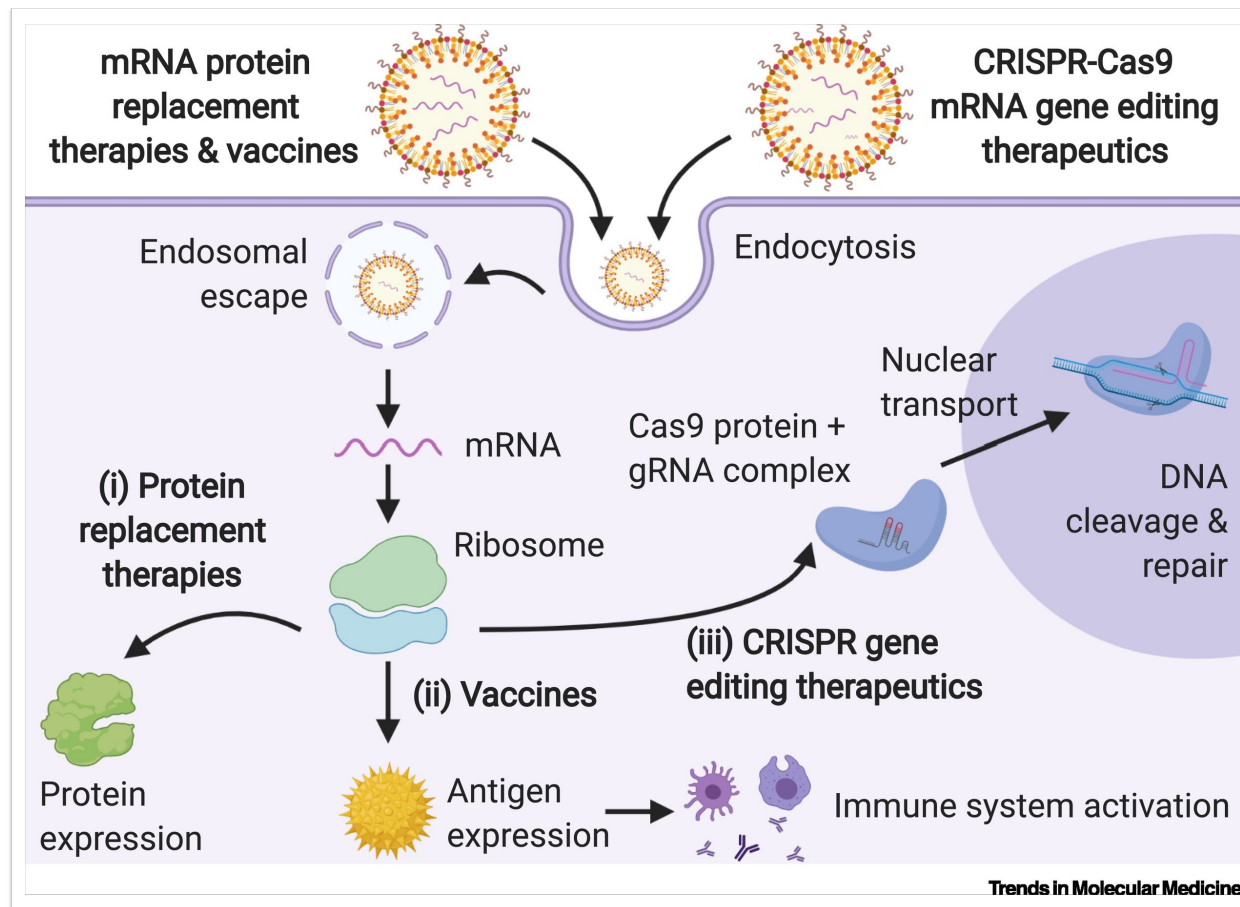 mRNA protein
replacement
therapies & vaccines
CRISPR-Cas9
mRNA gene editing
therapeutics
Endosomal
escape
Endocytosis
Nuclear
transport
mRNA
Cas9 protein +
gRNA complex
(i) Protein
replacement
therapies
Ribosome
DNA
cleavage &
repair
(iii) CRISPR gene
editing therapeutics
(ii) Vaccines
Protein
expression
Antigen
expression
Immune system activation
Trends in Molecular Medicine